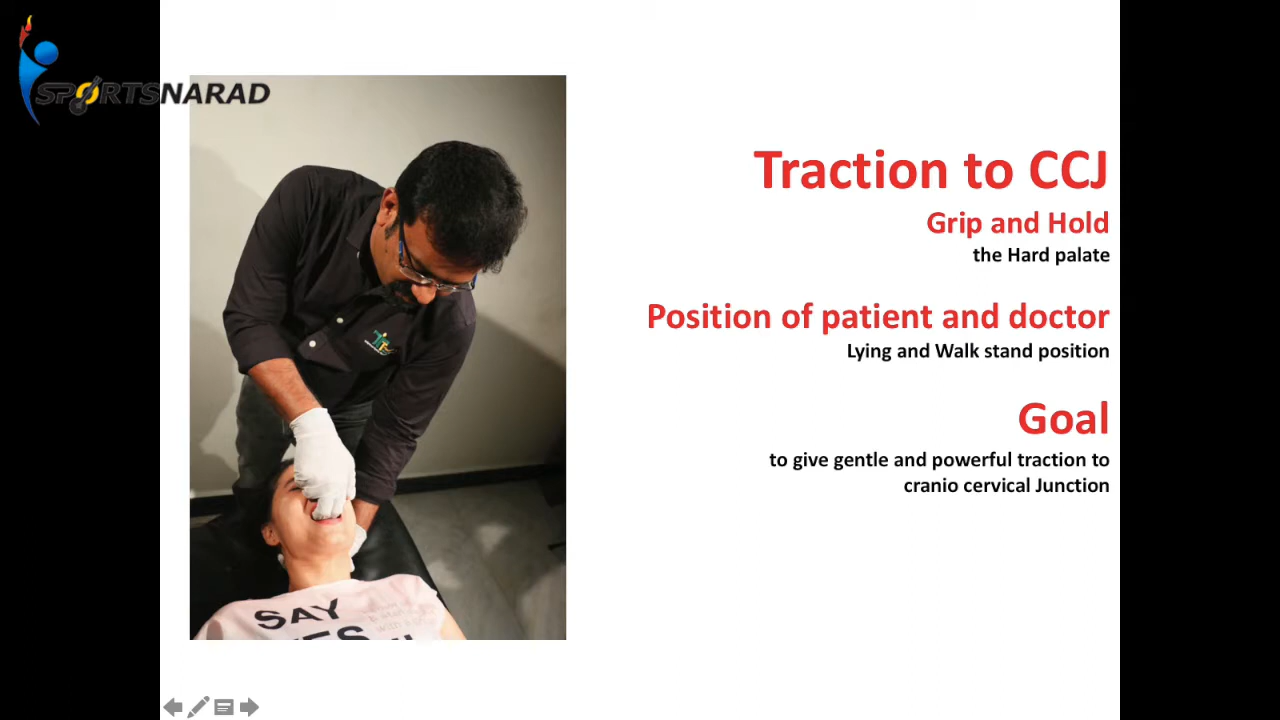 SPORTSNARAD
Traction to CCJ
Grip and Hold
the Hard palate
Position of patient and doctor
Lying and Walk stand position
Goal
to give gentle and powerful traction to
cranio cervical Junction
SAY